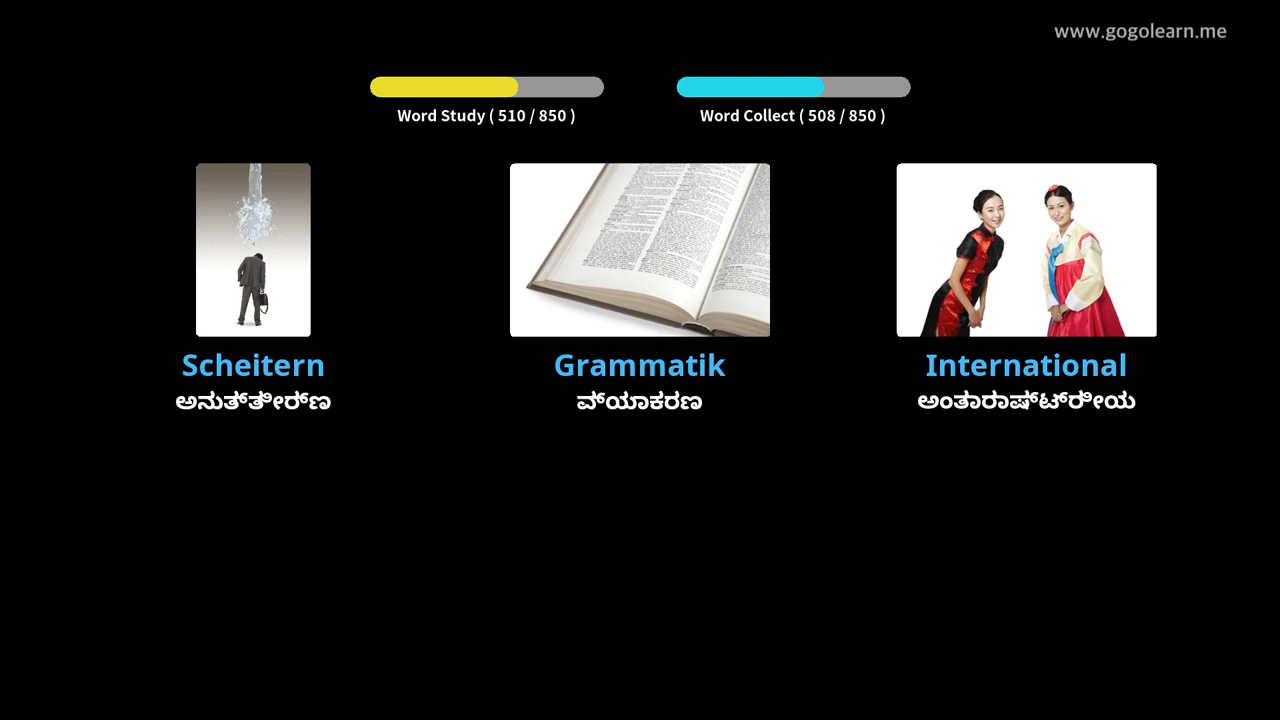 www.gogolearn.me
Word Study ( 510 / 850 )
Word Collect ( 508 / 850 )
Scheitern
ಅನುತ್ತೀರ್ಣ
Grammatik
ವ್ಯಾಕರಣ
International
ಅಂತಾರಾಷ್ಟ್ರೀಯ